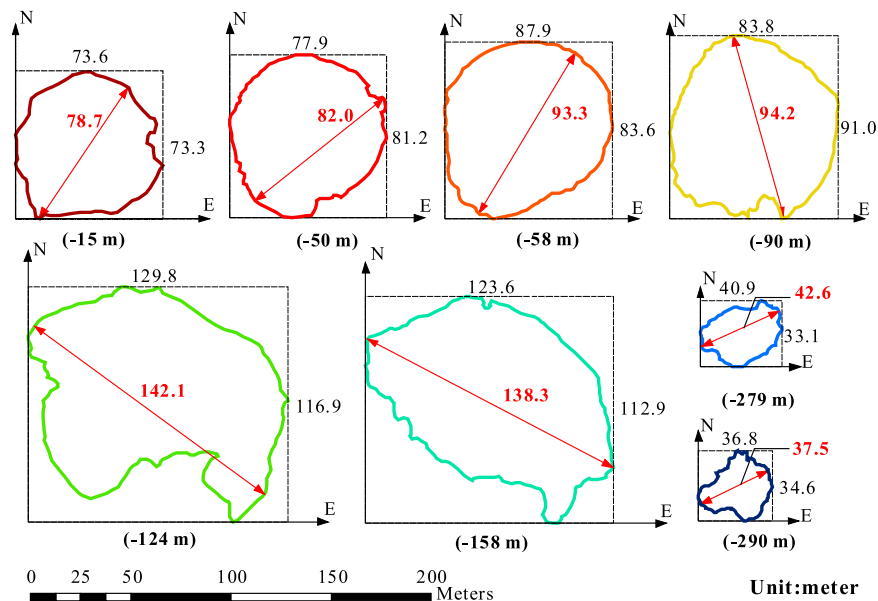 N
73.6
78.7
73.3
E
(-15 m)
N
77.9
82.0
81.2
E
(-50 m)
N
87.9
93.3
83.6
E
(-58 m)
N
83.8
94.2
91.0
E
(-90 m)
N
129.8
142.1
116.9
E
(-124 m)
N
123.6
138.3
112.9
E
(-158 m)
N
40.9
42.6
33.1
E
(-279 m)
N
36.8
37.5
34.6
E
(-290 m)
0 25 50 100 150 200
Meters
Unit:meter